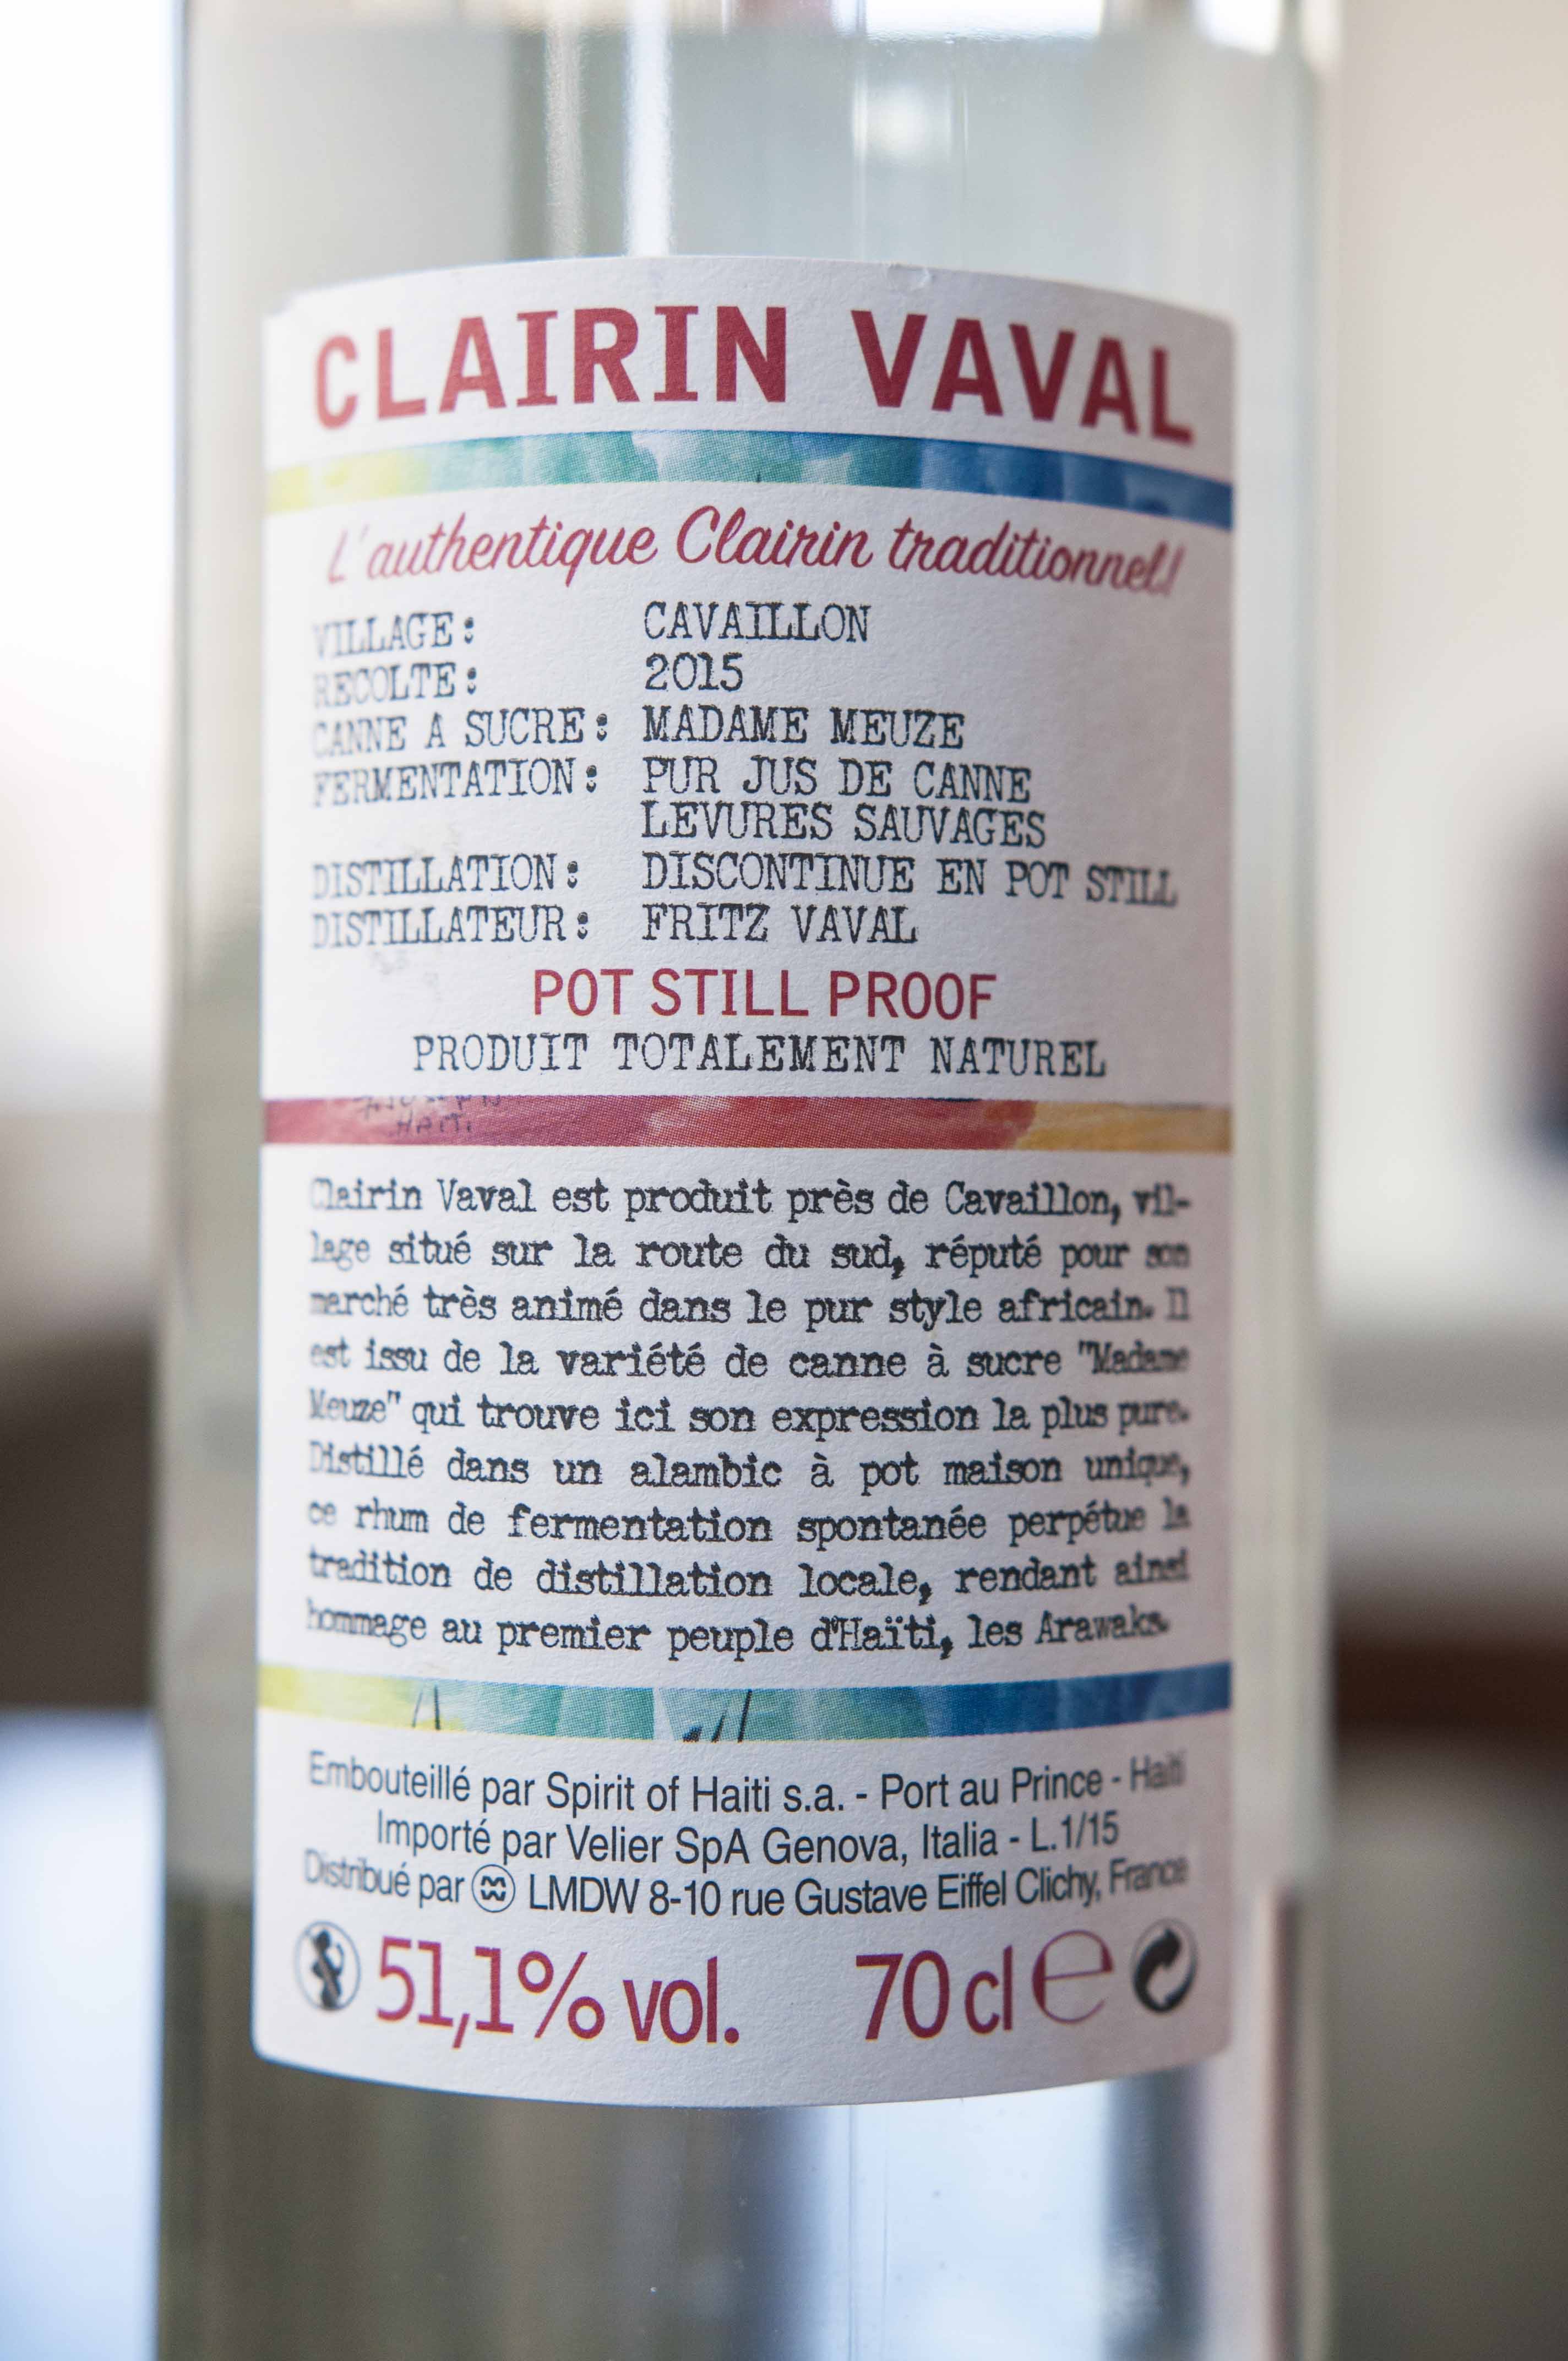 CLAIRIN VAVAL
L'authentique Clairin traditionnel!
VILLAGE: CAVAILLON
RECOLTE: 2015
CANNE A SUCRE: MADAME MEUZE
FERMENTATION: PUR JUS DE CANNE
LEVURES SAUVAGES
DISTILLATION: DISCONTINUE EN POT STILL
DISTILLATEUR: FRITZ VAVAL
POT STILL PROOF
PRODUIT TOTALEMENT NATUREL
HAITI
Clairin Vaval est produit près de Cavaillon, vil-
lage situé sur la route du sud, réputé pour son
marché très animé dans le pur style africain. Il
est issu de la variété de canne à sucre "Madame
Meuze" qui trouve ici son expression la plus pure.
Distillé dans un alambic à pot maison unique,
ce rhum de fermentation spontanée perpétue la
tradition de distillation locale, rendant ainsi
hommage au premier peuple d'Haïti, les Arawaks.
Embouteillé par Spirit of Haiti s.a. - Port au Prince - Haiti
Importé par Velier SpA Genova, Italia - L.1/15
Distribué par LMDW 8-10 rue Gustave Eiffel Clichy, France
51,1% vol. 70 cl e